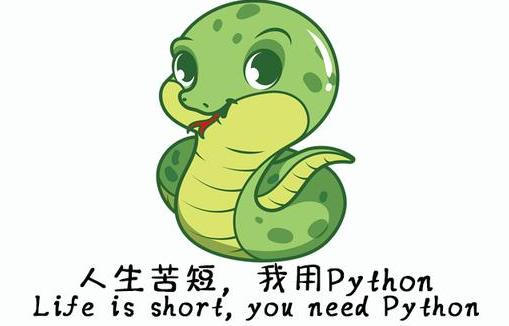 人生苦短，我用Python
Life is short, you need Python